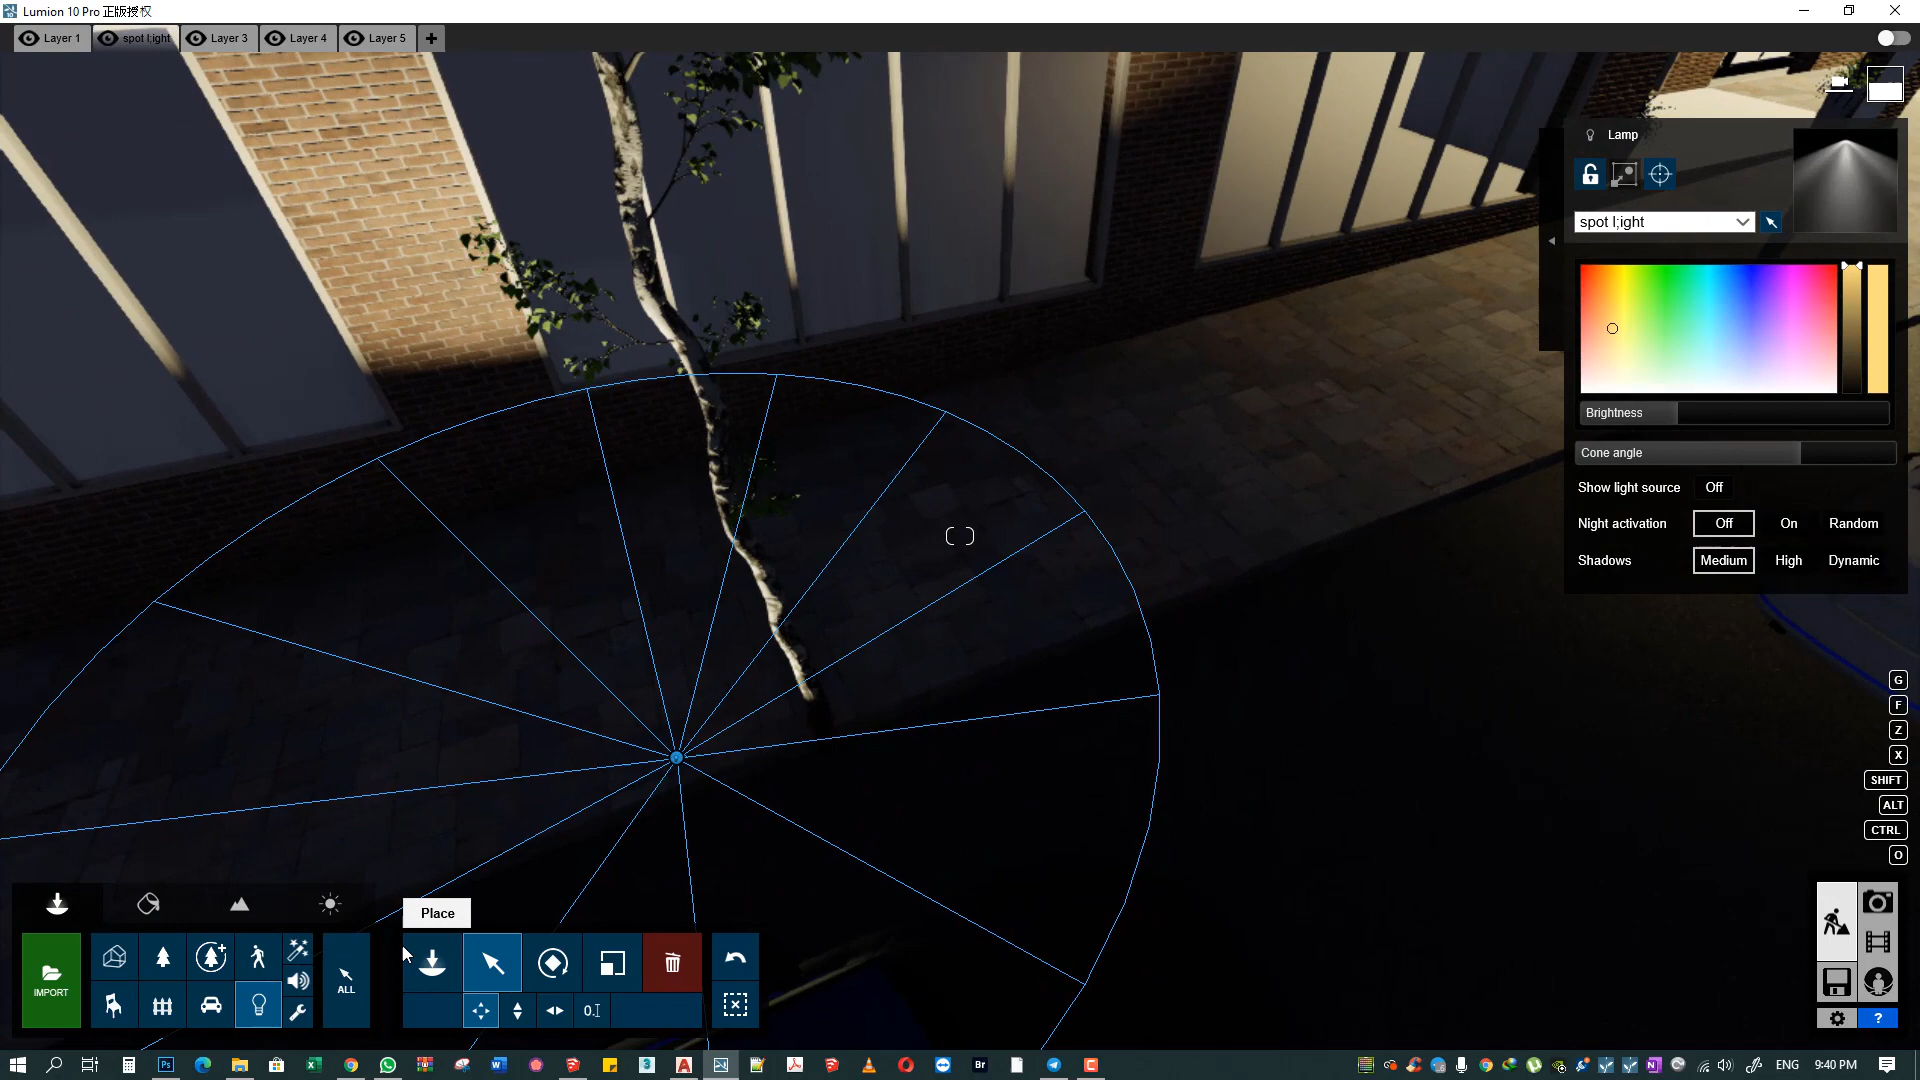 Lumion 10 Pro 正版授权
Layer 1
spot l;ight
Layer 3
Layer 4
Layer 5
+
Lamp
spot l;ight
Brightness
Cone angle
Show light source Off
Night activation Off On Random
Shadows Medium High Dynamic
G
F
Z
X
SHIFT
ALT
CTRL
O
Place
IMPORT
ALL
?
ENG 9:40 PM